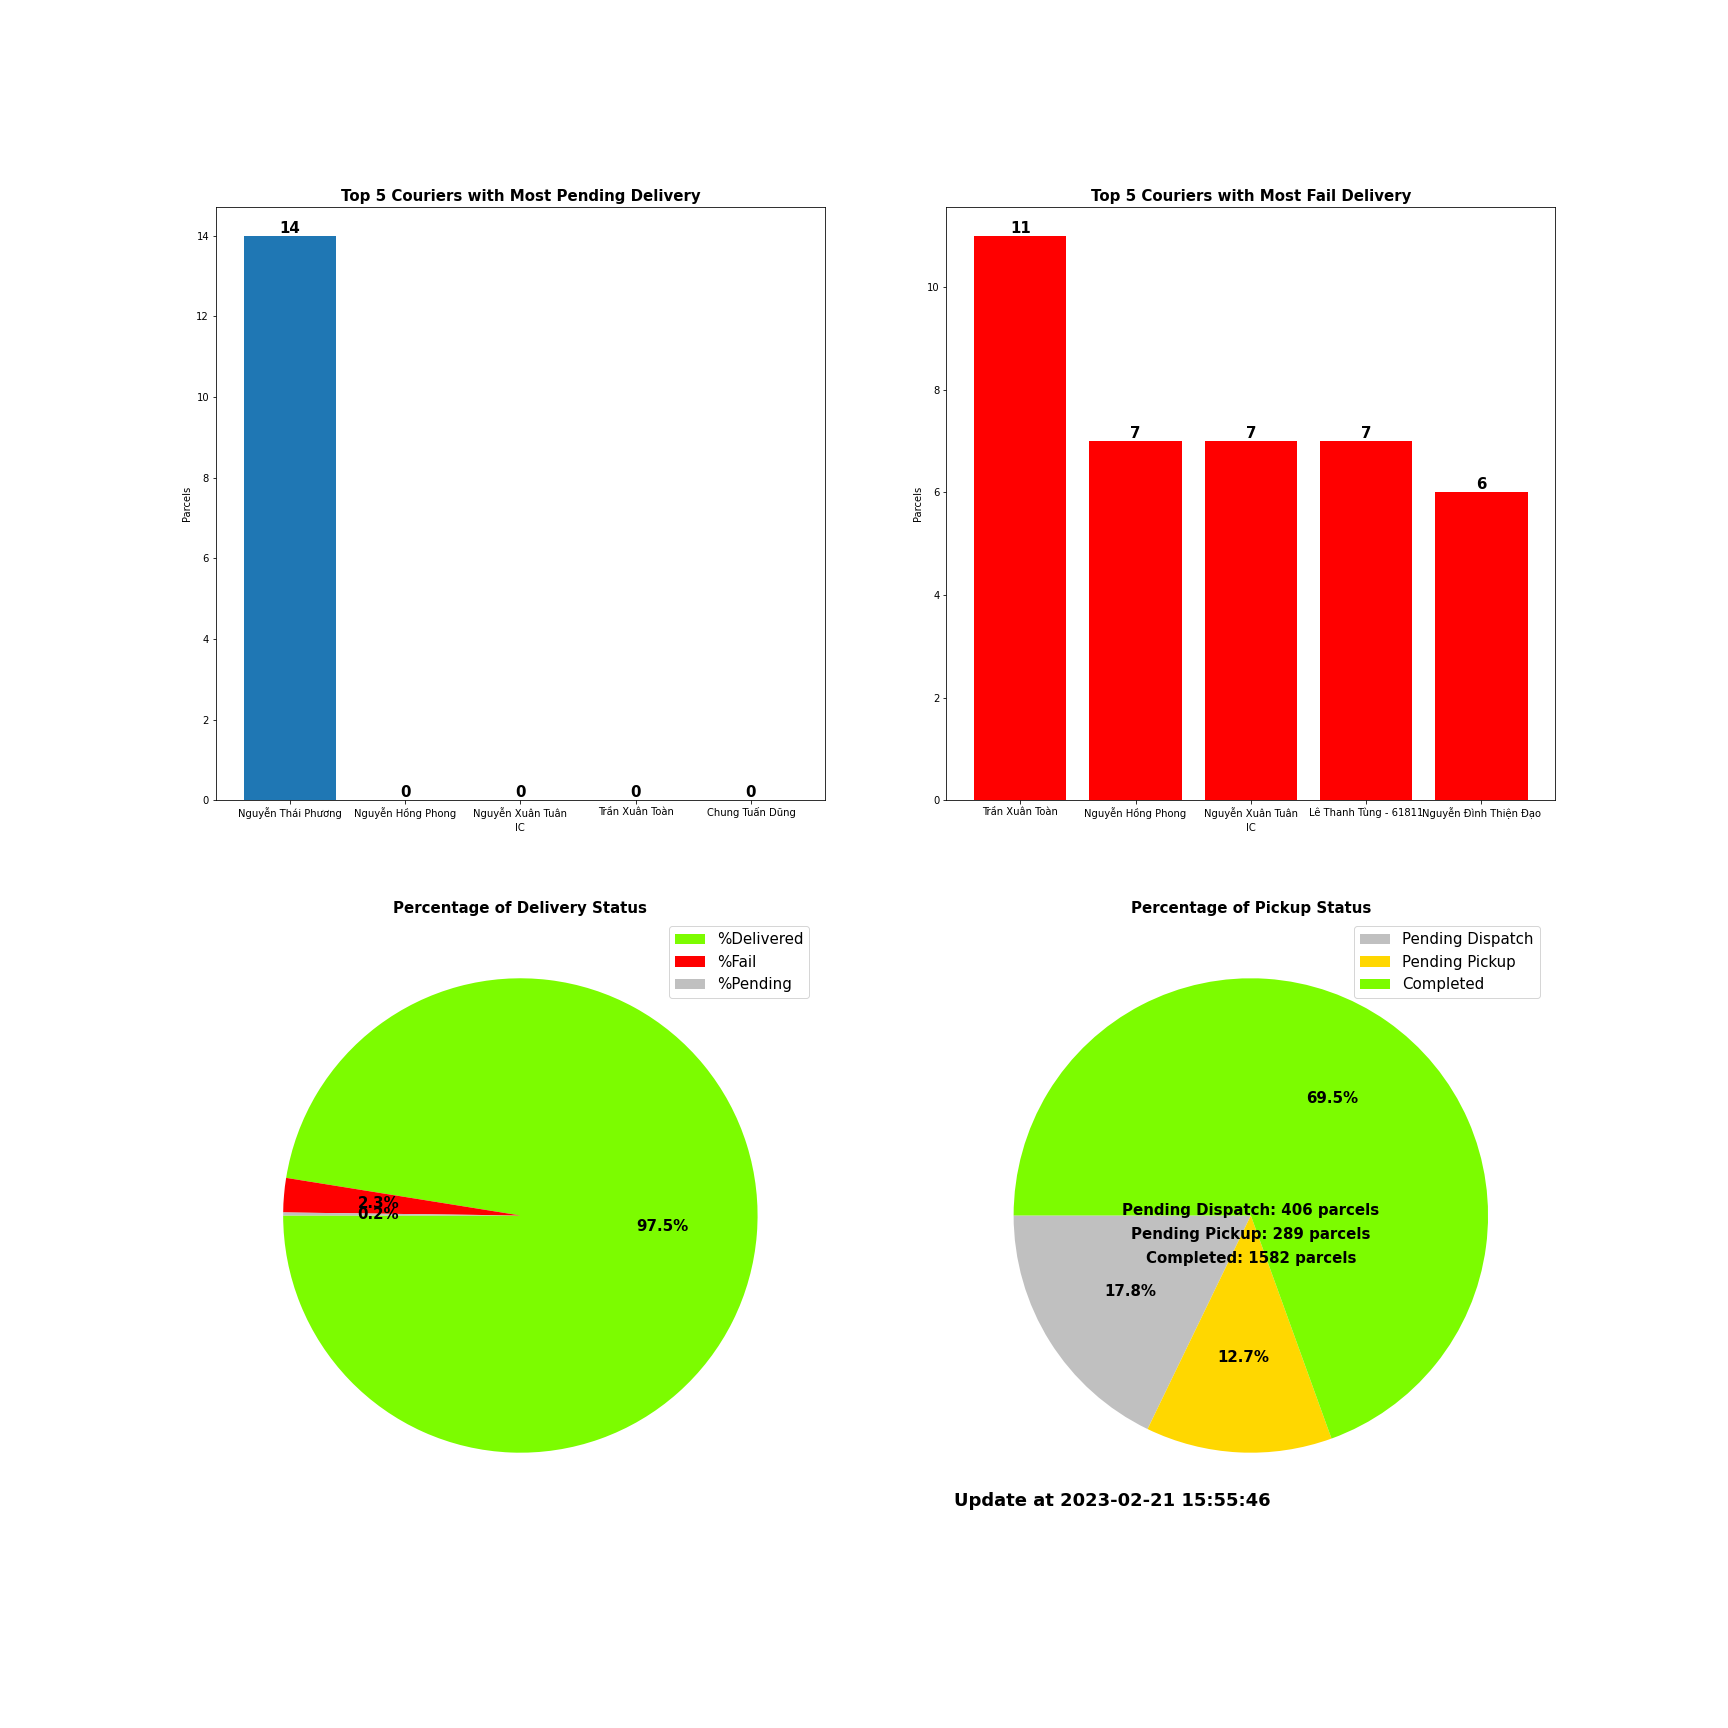 Top 5 Couriers with Most Pending Delivery
14
14
12
10
8
6
4
2
0
Parcels
0
0
0
0
Nguyễn Thái Phương
Nguyễn Hồng Phong
Nguyễn Xuân Tuân
Trần Xuân Toàn
Chung Tuấn Dũng
IC
Top 5 Couriers with Most Fail Delivery
11
7
7
7
6
10
8
6
4
2
0
Parcels
Trần Xuân Toàn
Nguyễn Hồng Phong
Nguyễn Xuân Tuân
Lê Thanh Tùng - 61811
Nguyễn Đình Thiện Đạo
IC
Percentage of Delivery Status
%Delivered
%Fail
%Pending
2.3%
0.2%
97.5%
Percentage of Pickup Status
Pending Dispatch
Pending Pickup
Completed
69.5%
Pending Dispatch: 406 parcels
Pending Pickup: 289 parcels
Completed: 1582 parcels
17.8%
12.7%
Update at 2023-02-21 15:55:46